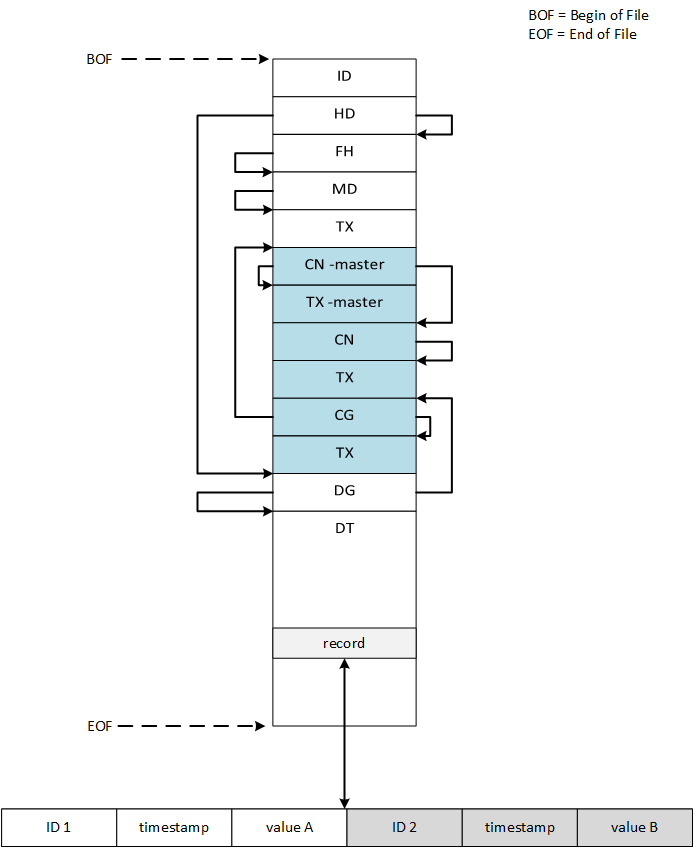 BOF = Begin of File
EOF = End of File
BOF
ID
HD
FH
MD
TX
CN -master
TX -master
CN
TX
CG
TX
DG
DT
record
EOF
ID 1 timestamp value A ID 2 timestamp value B